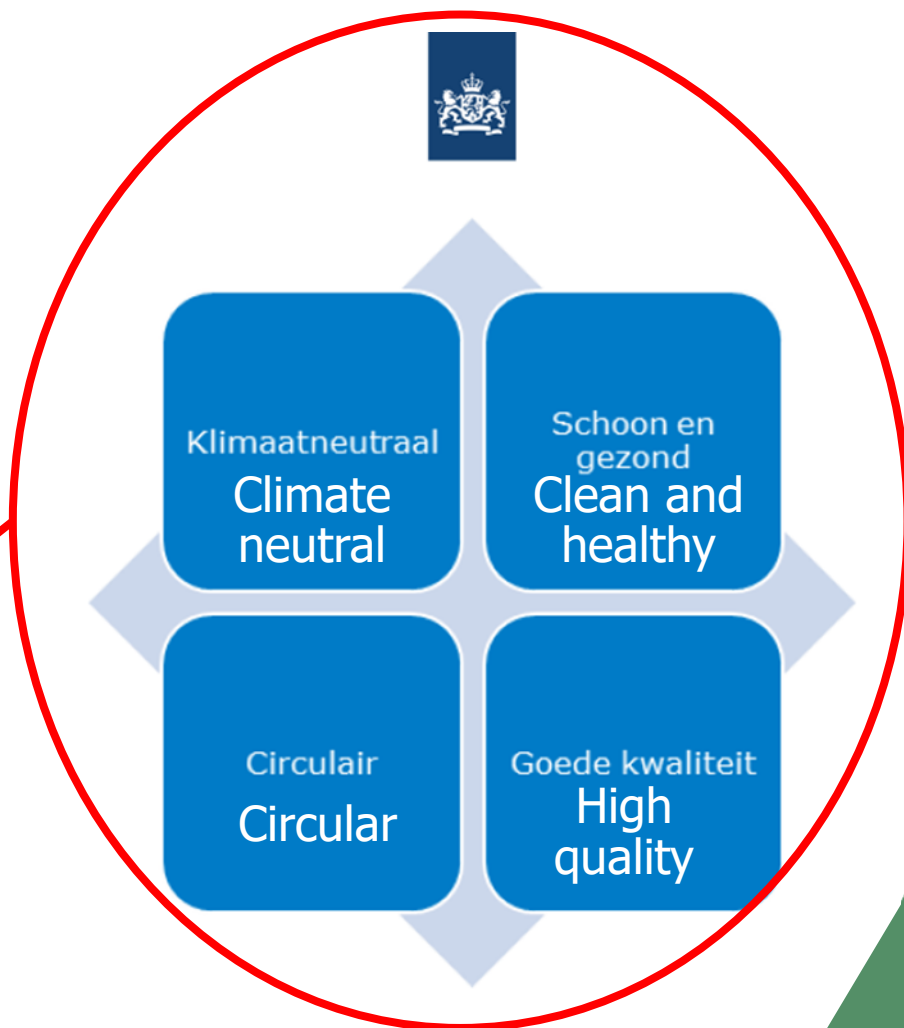 Klimaatneutraal
Climate
neutral
Schoon en
gezond
Clean and
healthy
Circulair
Circular
Goede kwaliteit
High
quality